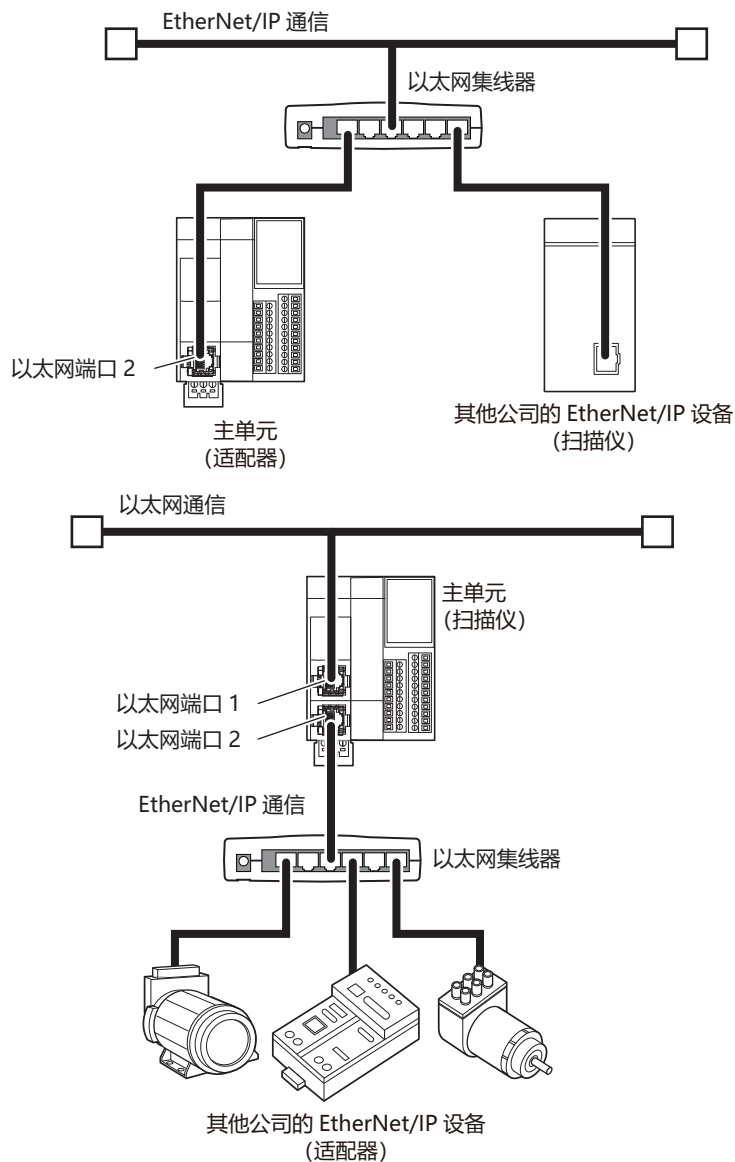 EtherNet/IP 通信
以太网集线器
以太网端口 2
主单元
(适配器)
其他公司的 EtherNet/IP 设备
(扫描仪)
以太网通信
主单元
(扫描仪)
以太网端口 1
以太网端口 2
EtherNet/IP 通信
以太网集线器
其他公司的 EtherNet/IP 设备
(适配器)